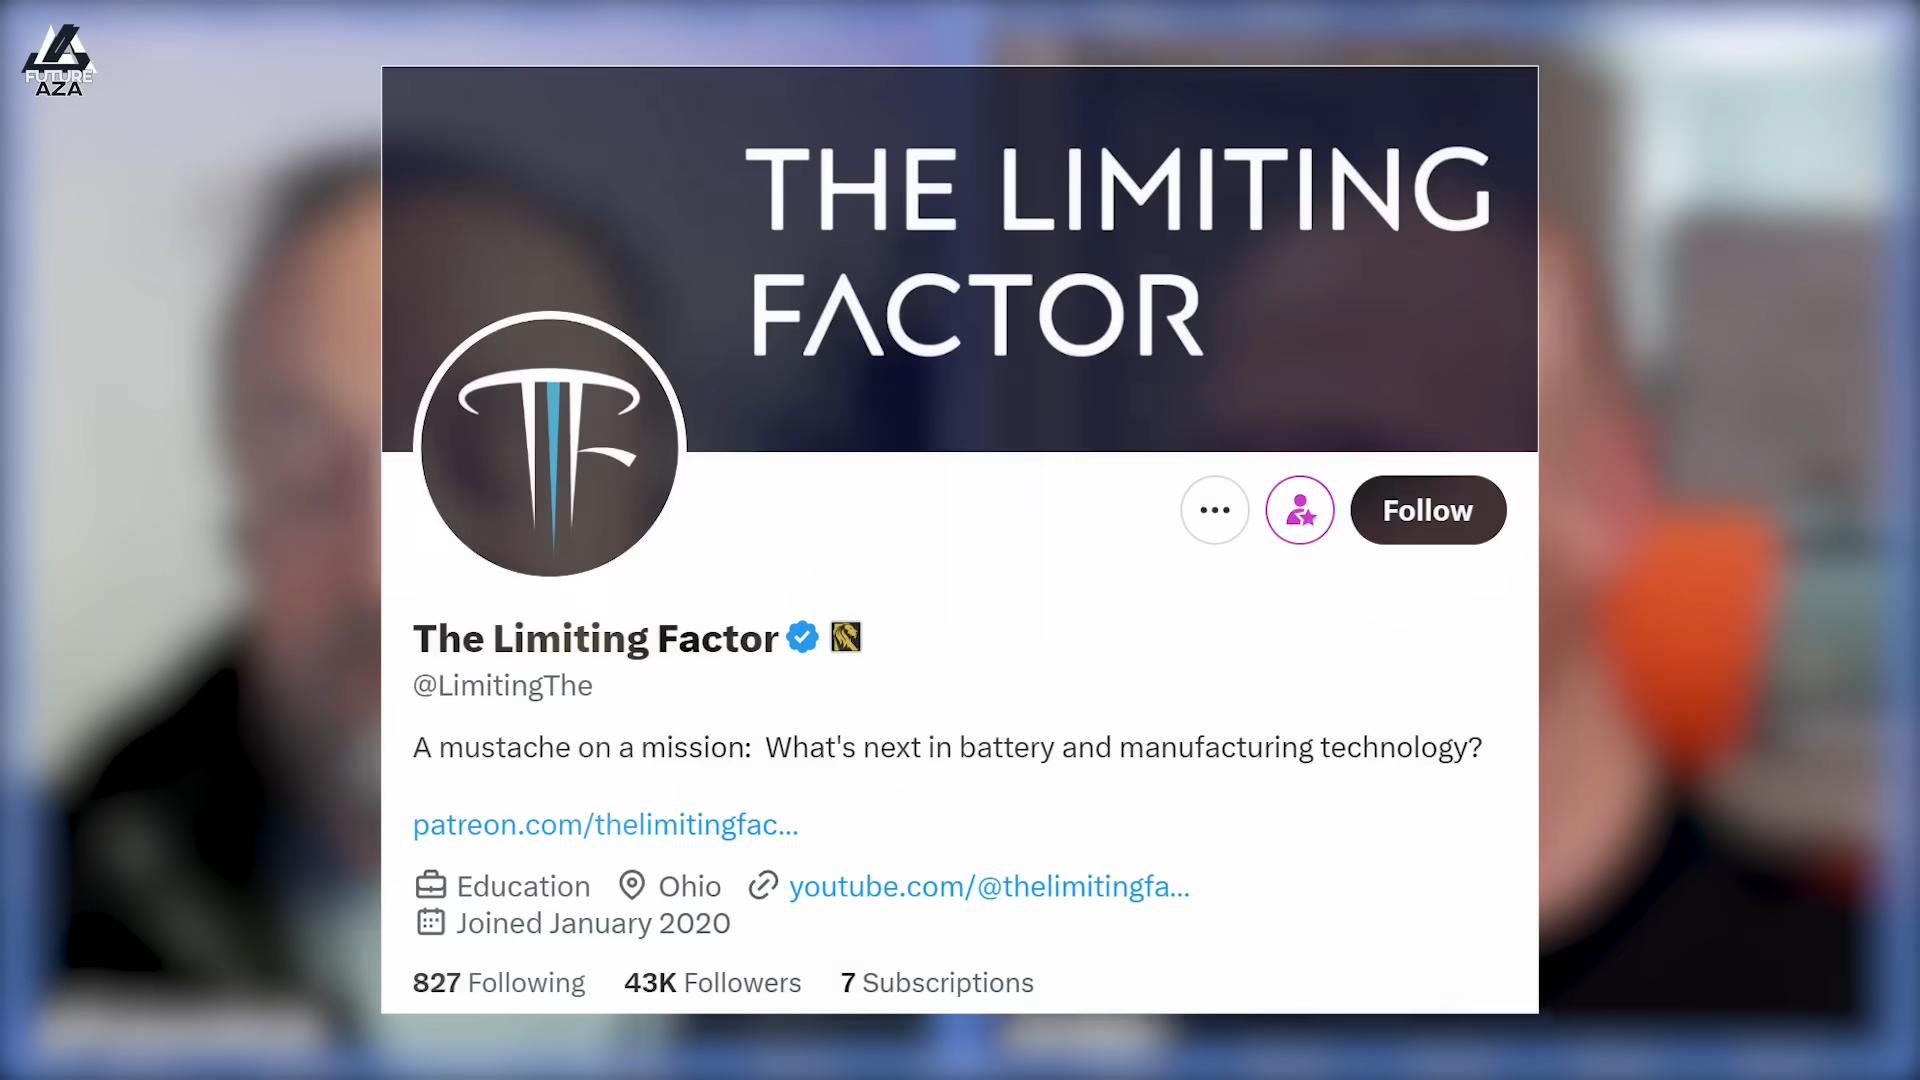 FUTURE
AZA
THE LIMITING
FACTOR
Follow
The Limiting Factor
@LimitingThe
A mustache on a mission:  What's next in battery and manufacturing technology?
patreon.com/thelimitingfac...
Education Ohio youtube.com/@thelimitingfa...
Joined January 2020
827 Following 43K Followers 7 Subscriptions